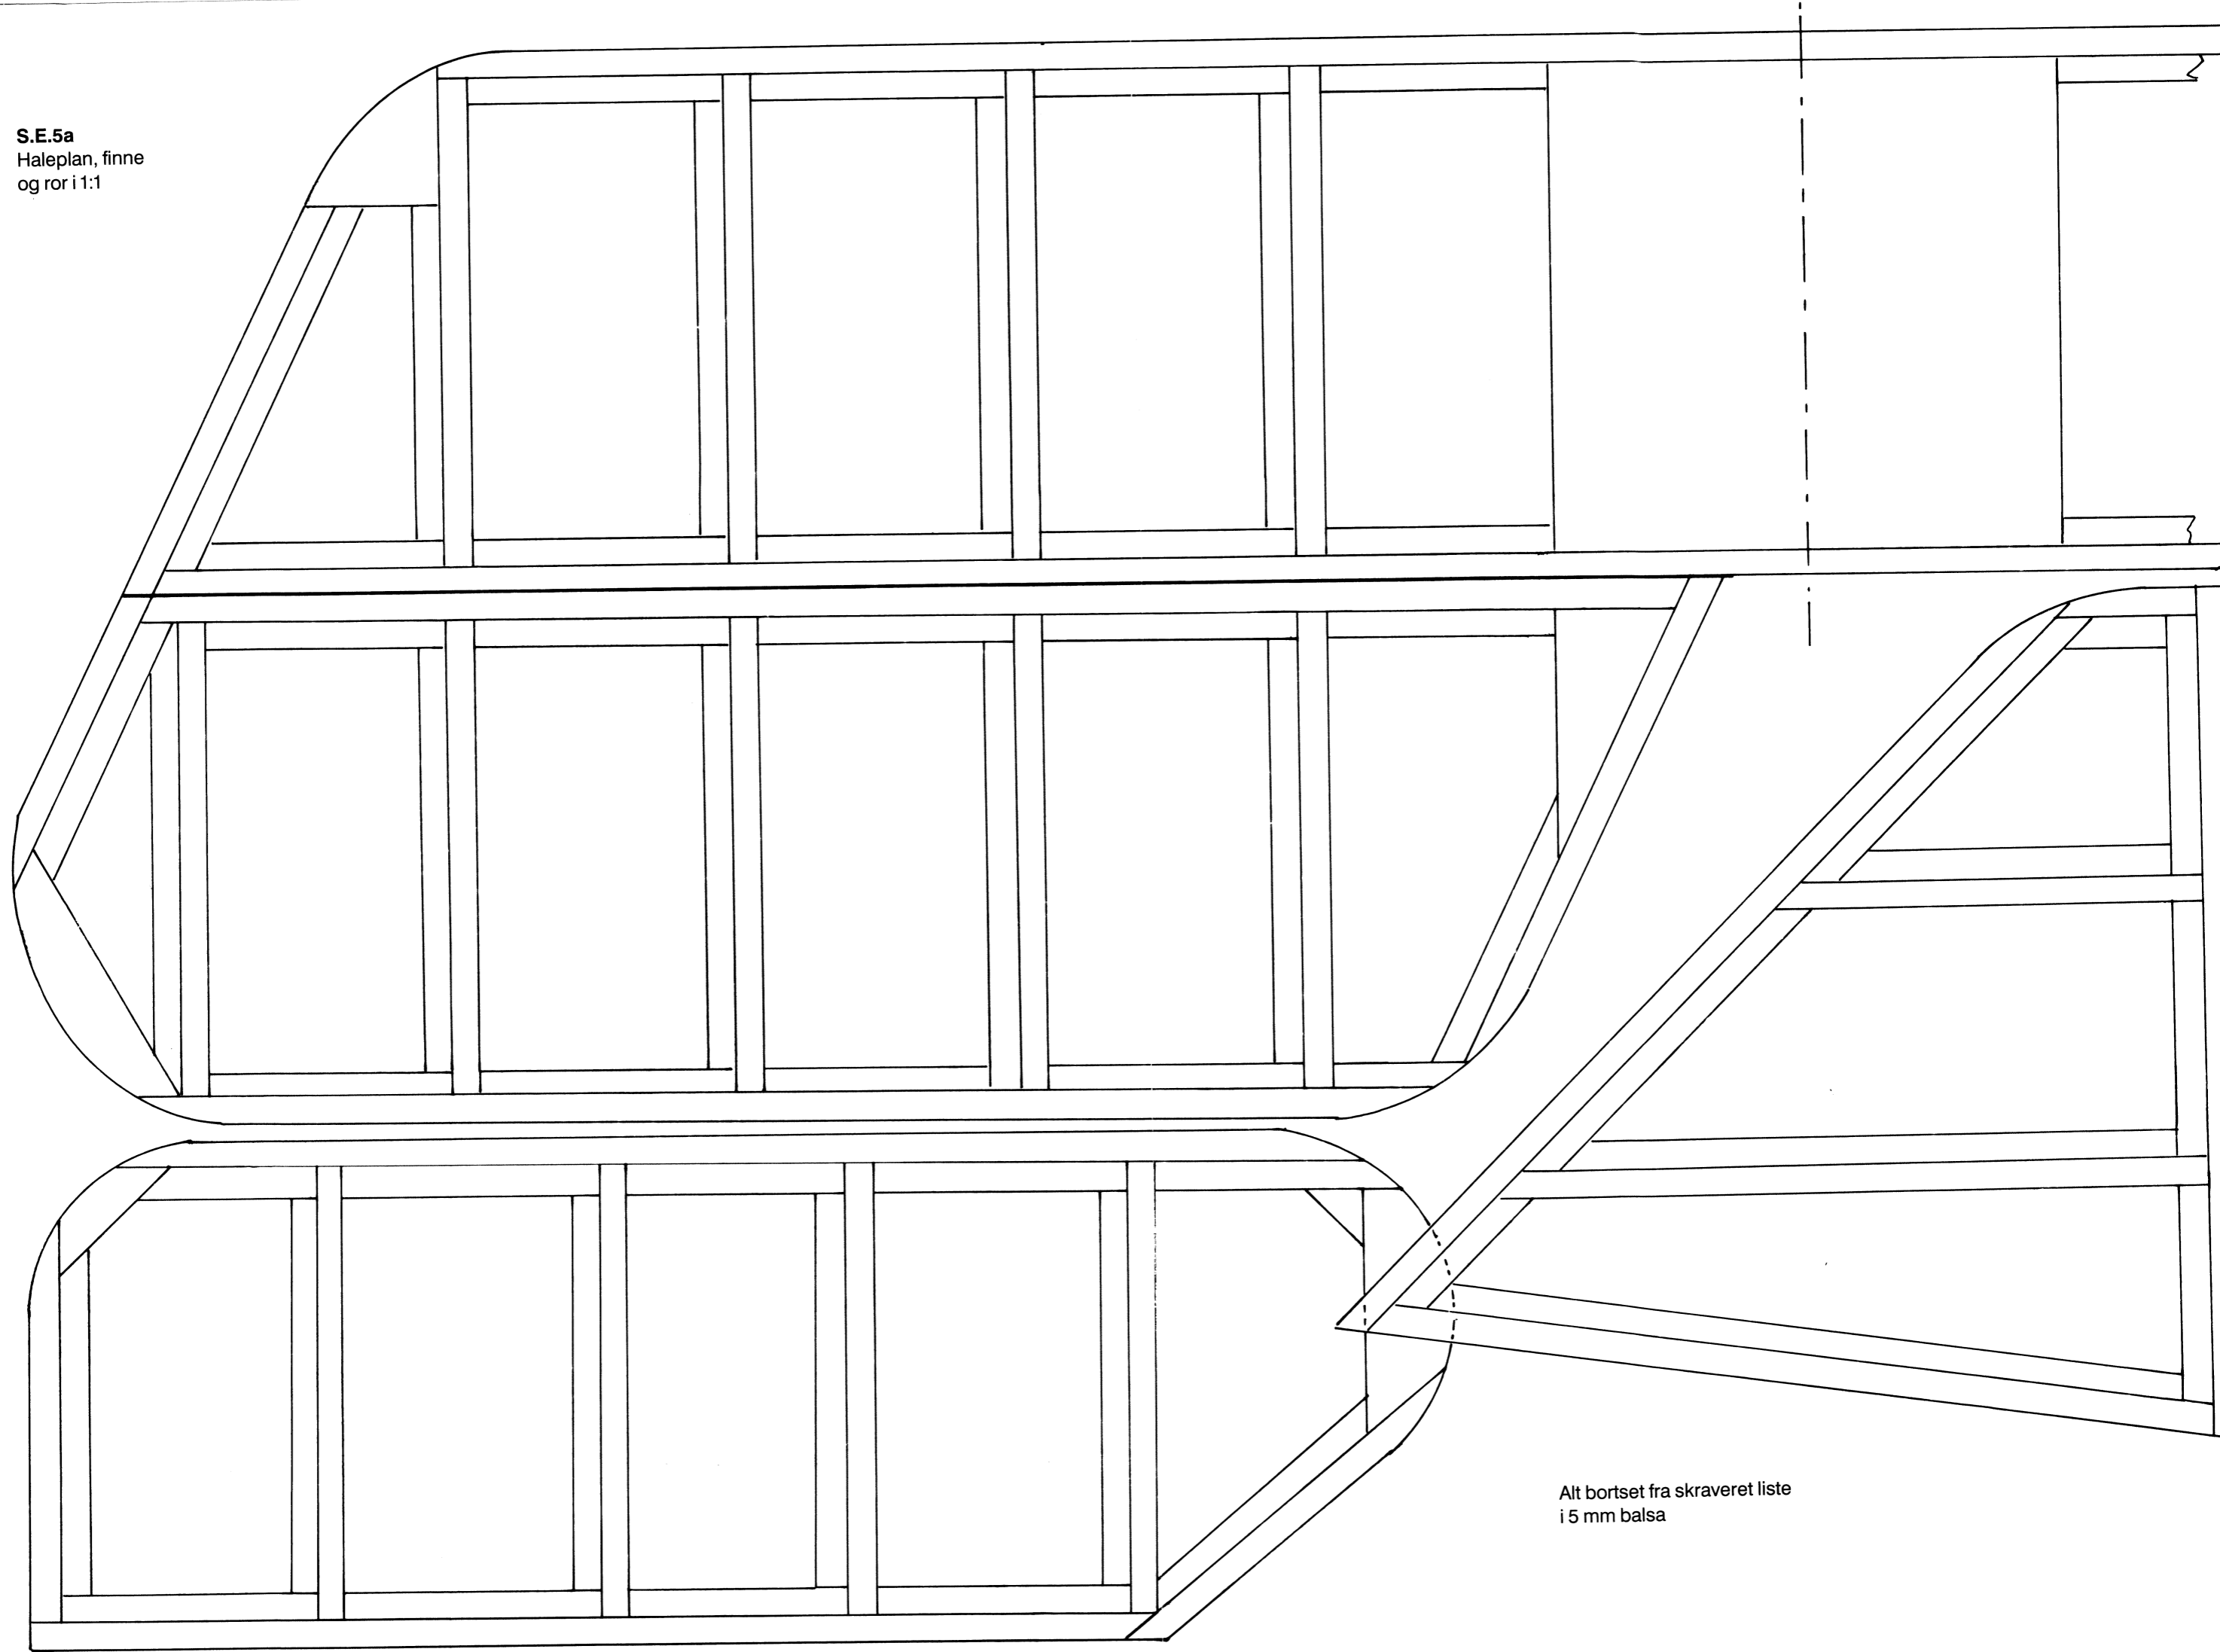 S.E.5a
Haleplan, finne
og ror i 1:1
Alt bortset fra skraveret liste
i 5 mm balsa